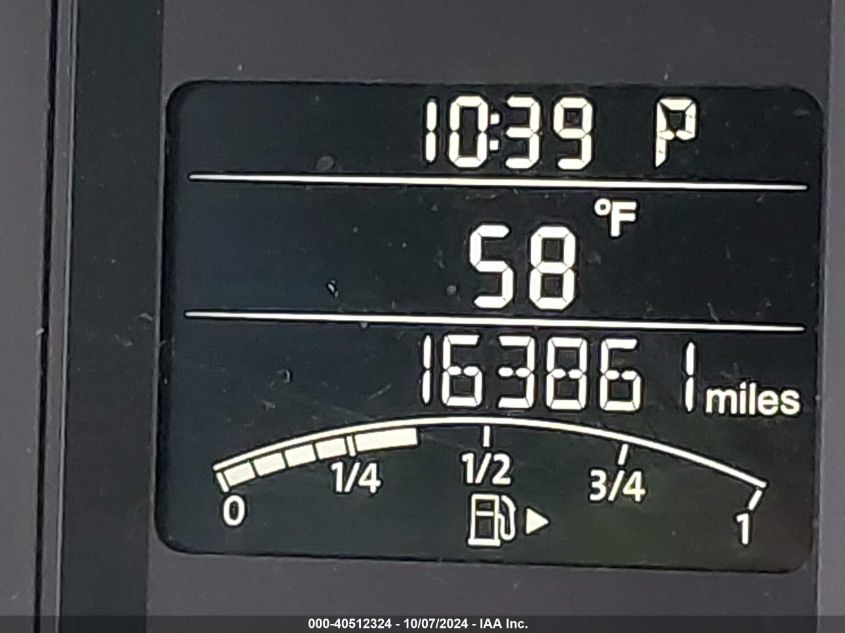 10:39 P
°F
58
163861 miles
0 1/4 1/2 3/4 1
000-40512324 - 10/07/2024 - IAA Inc.